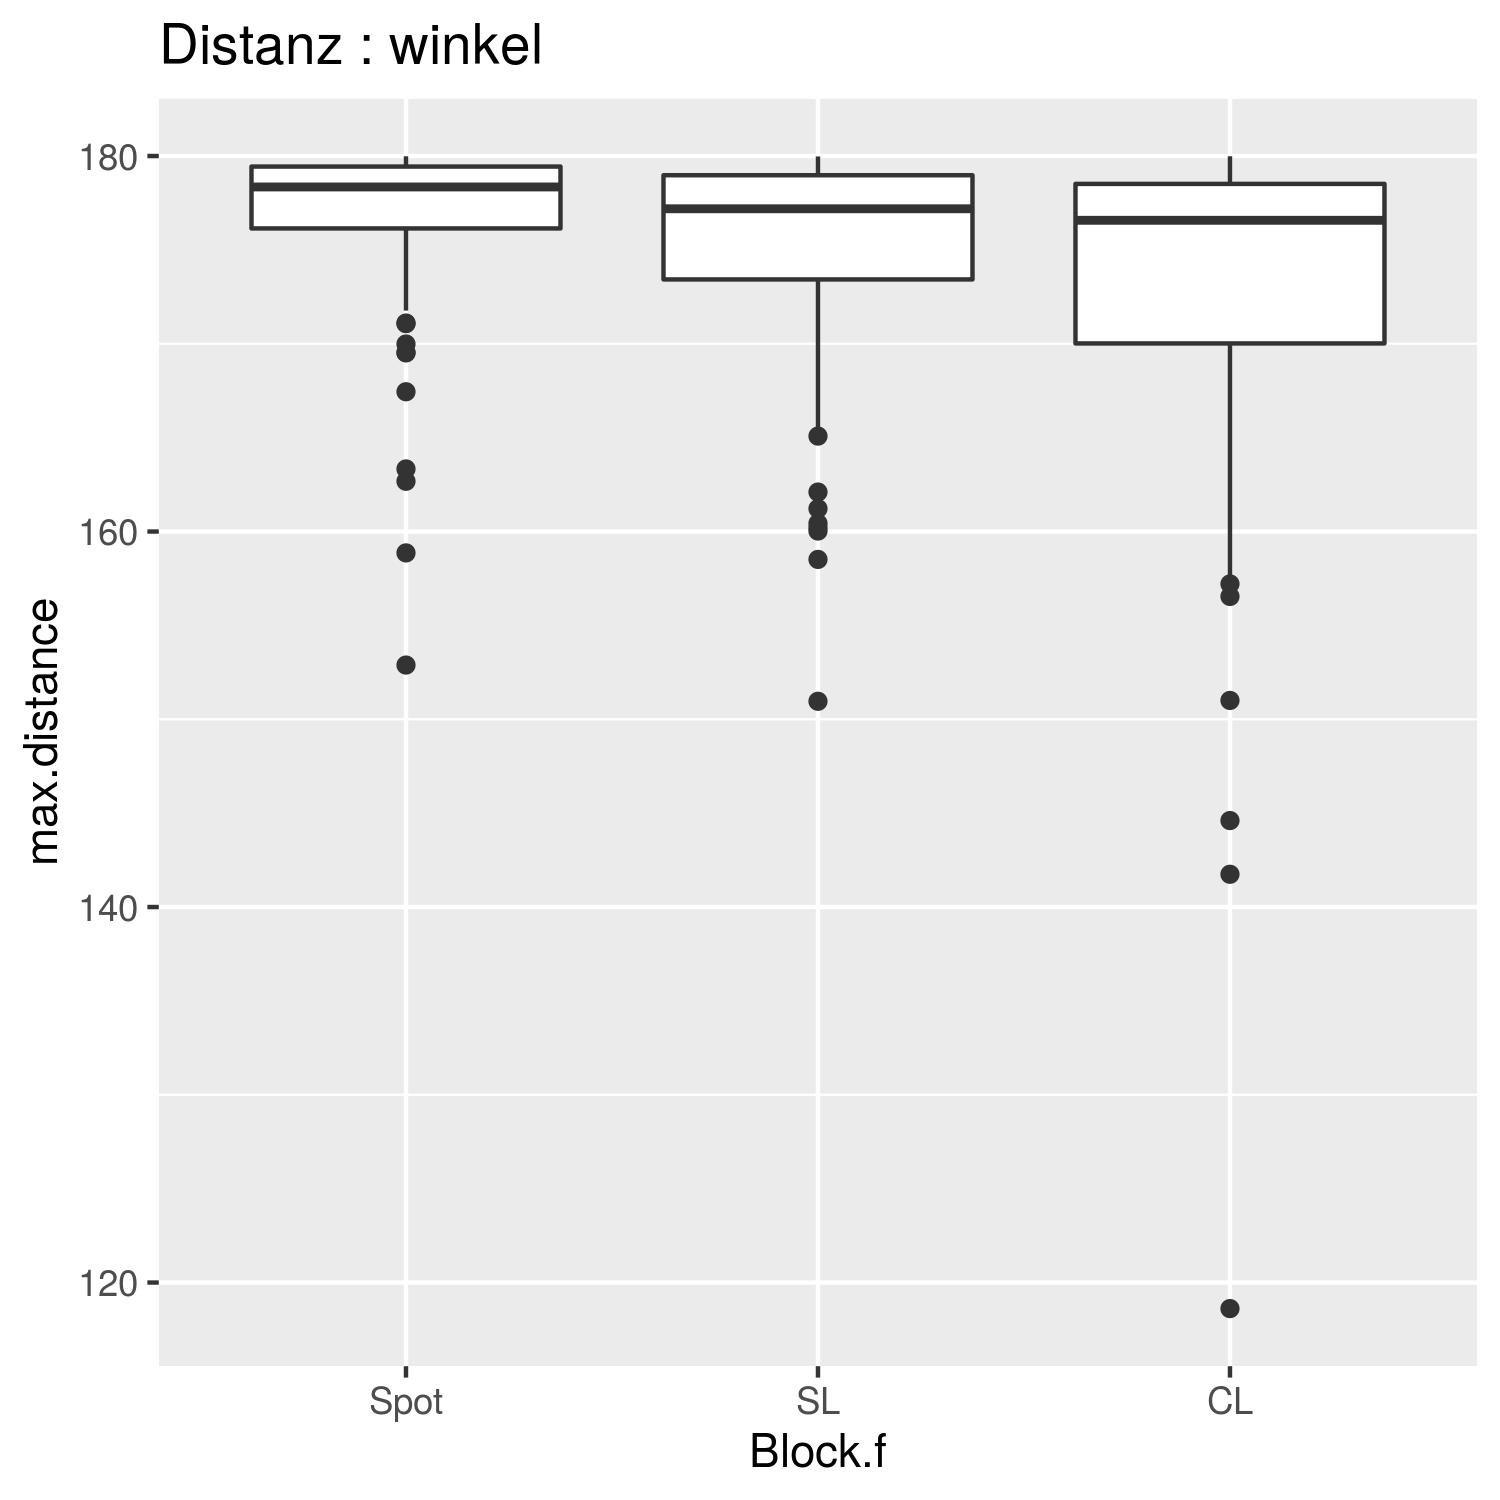 Distanz : winkel
180
160
140
120
max.distance
Spot SL CL
Block.f